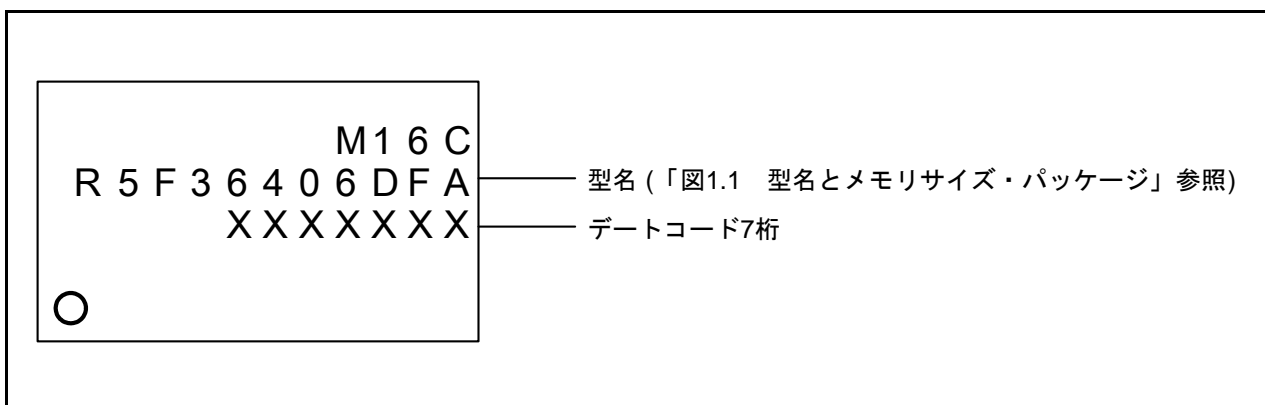 M16C
R5F36406DFA
型名 (「図1.1 型名とメモリサイズ・パッケージ」参照)
XXXXXXX
デートコード7桁